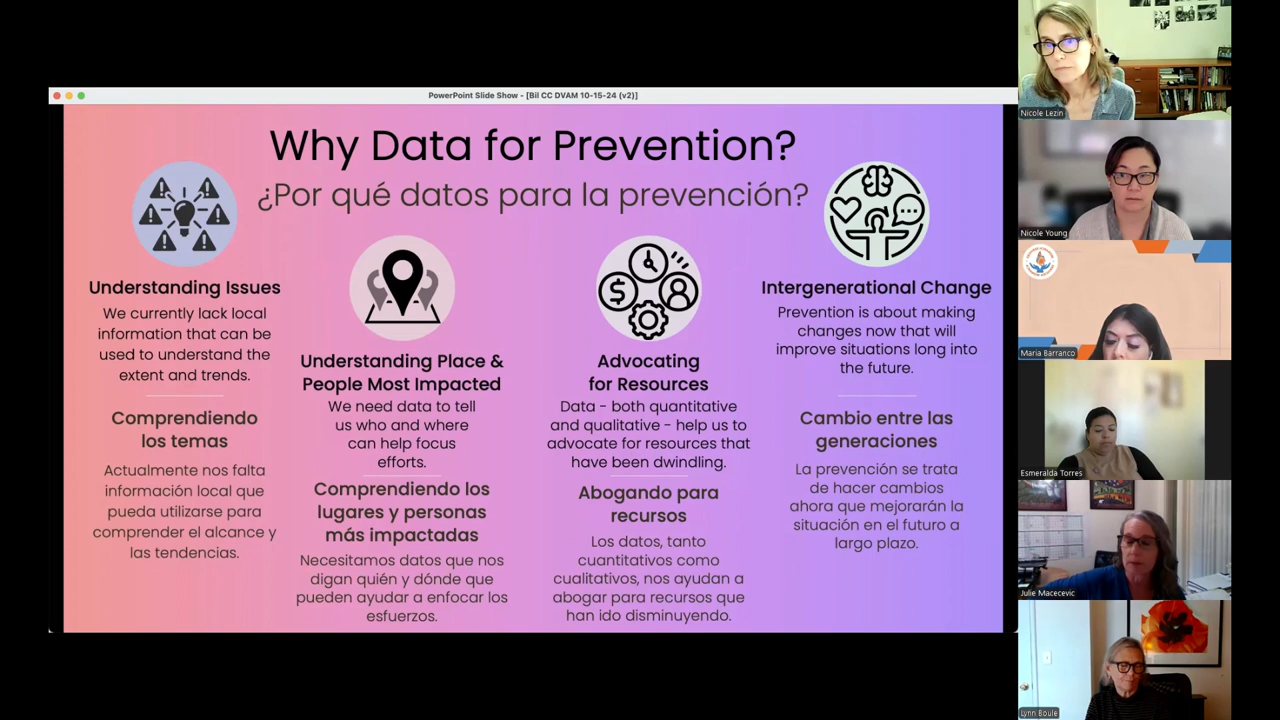 PowerPoint Slide Show - [Bil CC DVAM 10-15-24 (v2)]
Why Data for Prevention?
¿Por qué datos para la prevención?
Understanding Issues
We currently lack local
information that can be
used to understand the
extent and trends.
Comprendiendo
los temas
Actualmente nos falta
información local que
pueda utilizarse para
comprender el alcance y
las tendencias.
Understanding Place &
People Most Impacted
We need data to tell
us who and where
can help focus
efforts.
Comprendiendo los
lugares y personas
más impactadas
Necesitamos datos que nos
digan quién y dónde que
pueden ayudar a enfocar los
esfuerzos.
Advocating
for Resources
Data - both quantitative
and qualitative - help us to
advocate for resources that
have been dwindling.
Abogando para
recursos
Los datos, tanto
cuantitativos como
cualitativos, nos ayudan a
abogar para recursos que
han ido disminuyendo.
Intergenerational Change
Prevention is about making
changes now that will
improve situations long into
the future.
Cambio entre las
generaciones
La prevención se trata
de hacer cambios
ahora que mejorarán la
situación en el futuro a
largo plazo.
Nicole Lezin
Nicole Young
Maria Barranco
Esmeralda Torres
Julie Macecevic
Lynn Boule